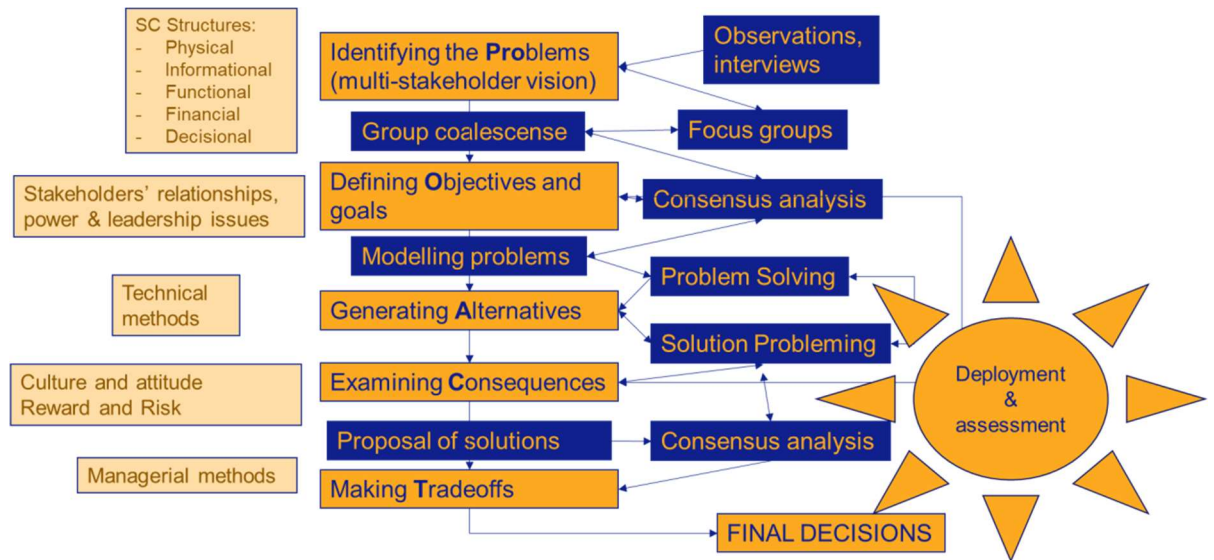 SC Structures:
- Physical
- Informational
- Functional
- Financial
- Decisional
Stakeholders' relationships,
power & leadership issues
Technical
methods
Culture and attitude
Reward and Risk
Managerial methods
Identifying the Problems
(multi-stakeholder vision)
Group coalescense
Defining Objectives and
goals
Modelling problems
Generating Alternatives
Examining Consequences
Proposal of solutions
Making Tradeoffs
Observations,
interviews
Focus groups
Consensus analysis
Problem Solving
Solution Probleming
Consensus analysis
FINAL DECISIONS
Deployment
&
assessment